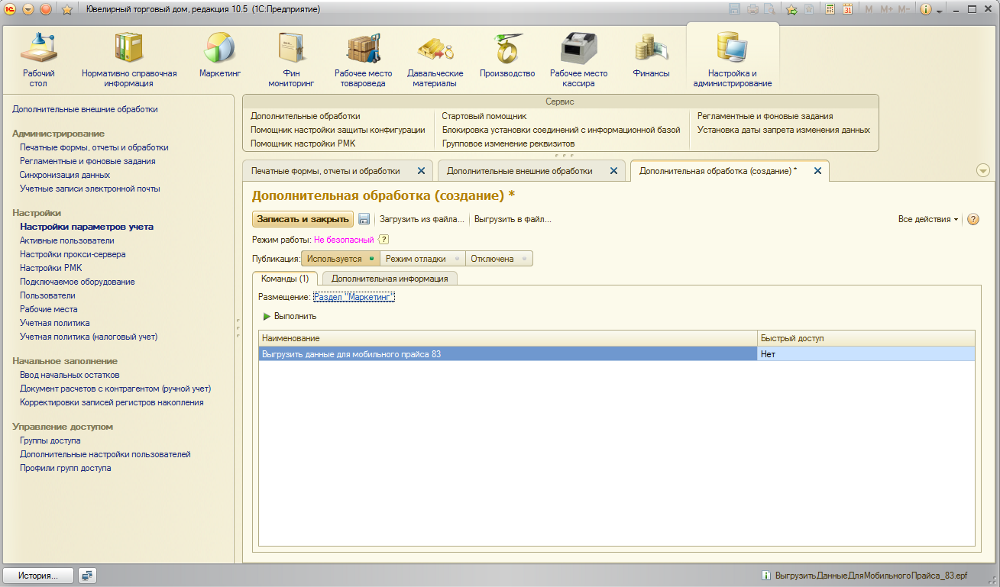 Ювелирный торговый дом, редакция 10.5 (1С:Предприятие)
M M+ M-
Рабочий стол
Нормативно справочная информация
Маркетинг
Фин мониторинг
Рабочее место товароведа
Давальческие материалы
Производство
Рабочее место кассира
Финансы
Настройка и администрирование
Дополнительные внешние обработки
Администрирование
Печатные формы, отчеты и обработки
Регламентные и фоновые задания
Синхронизация данных
Учетные записи электронной почты
Настройки
Настройки параметров учета
Активные пользователи
Настройки прокси-сервера
Настройки РМК
Подключаемое оборудование
Пользователи
Рабочие места
Учетная политика
Учетная политика (налоговый учет)
Начальное заполнение
Ввод начальных остатков
Документ расчетов с контрагентом (ручной учет)
Корректировки записей регистров накопления
Управление доступом
Группы доступа
Дополнительные настройки пользователей
Профили групп доступа
Сервис
Дополнительные обработки
Помощник настройки защиты конфигурации
Помощник настройки РМК
Стартовый помощник
Блокировка установки соединений с информационной базой
Групповое изменение реквизитов
Регламентные и фоновые задания
Установка даты запрета изменения данных
Печатные формы, отчеты и обработки
Дополнительные внешние обработки
Дополнительная обработка (создание) *
Дополнительная обработка (создание) *
Записать и закрыть
Загрузить из файла...
Выгрузить в файл...
Все действия
?
Режим работы: Не безопасный ?
Публикация: Используется Режим отладки Отключена
Команды (1)
Дополнительная информация
Размещение: Раздел "Маркетинг"
Выполнить
Наименование Быстрый доступ
Выгрузить данные для мобильного прайса 83 Нет
История...
ВыгрузитьДанныеДляМобильногоПрайса_83.epf